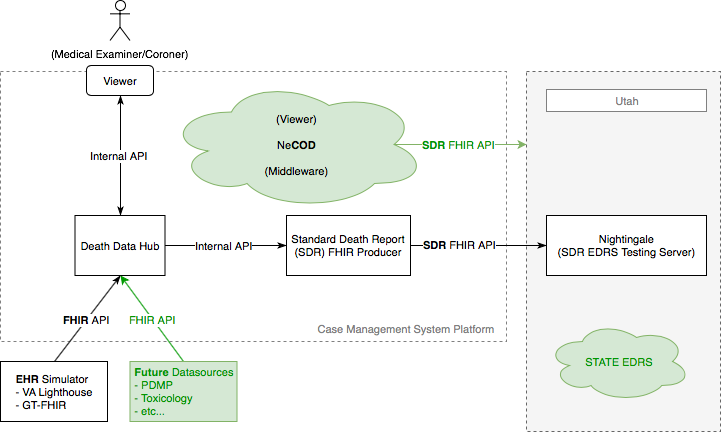 (Medical Examiner/Coroner)
Viewer
Utah
(Viewer)
NeCOD
(Middleware)
SDR FHIR API
Internal API
Death Data Hub
Internal API
Standard Death Report
(SDR) FHIR Producer
SDR FHIR API
Nightingale
(SDR EDRS Testing Server)
FHIR API
FHIR API
Case Management System Platform
EHR Simulator
- VA Lighthouse
- GT-FHIR
Future Datasources
- PDMP
- Toxicology
- etc...
STATE EDRS